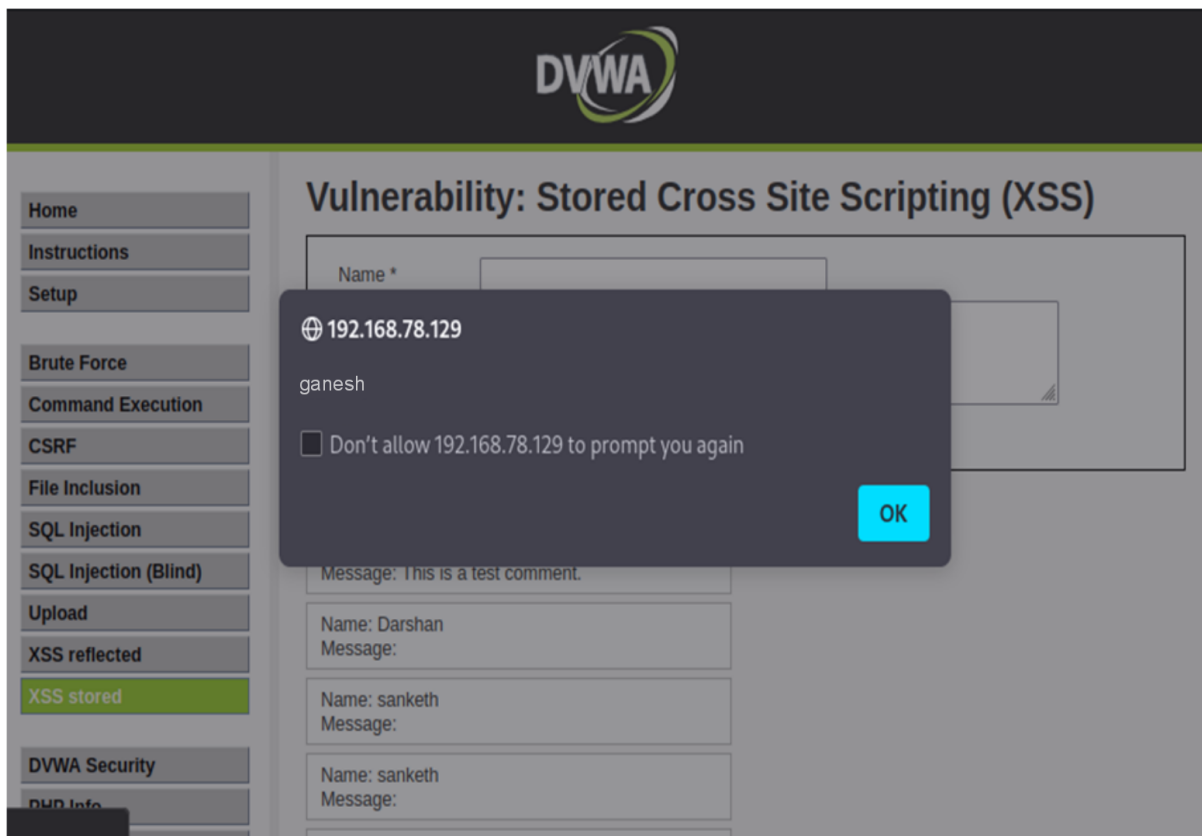 DVWA
Home
Instructions
Setup
Brute Force
Command Execution
CSRF
File Inclusion
SQL Injection
SQL Injection (Blind)
Upload
XSS reflected
XSS stored
DVWA Security
PHP Info
Vulnerability: Stored Cross Site Scripting (XSS)
Name *
192.168.78.129
ganesh
Don't allow 192.168.78.129 to prompt you again
OK
Message: This is a test comment.
Name: Darshan
Message:
Name: sanketh
Message:
Name: sanketh
Message: